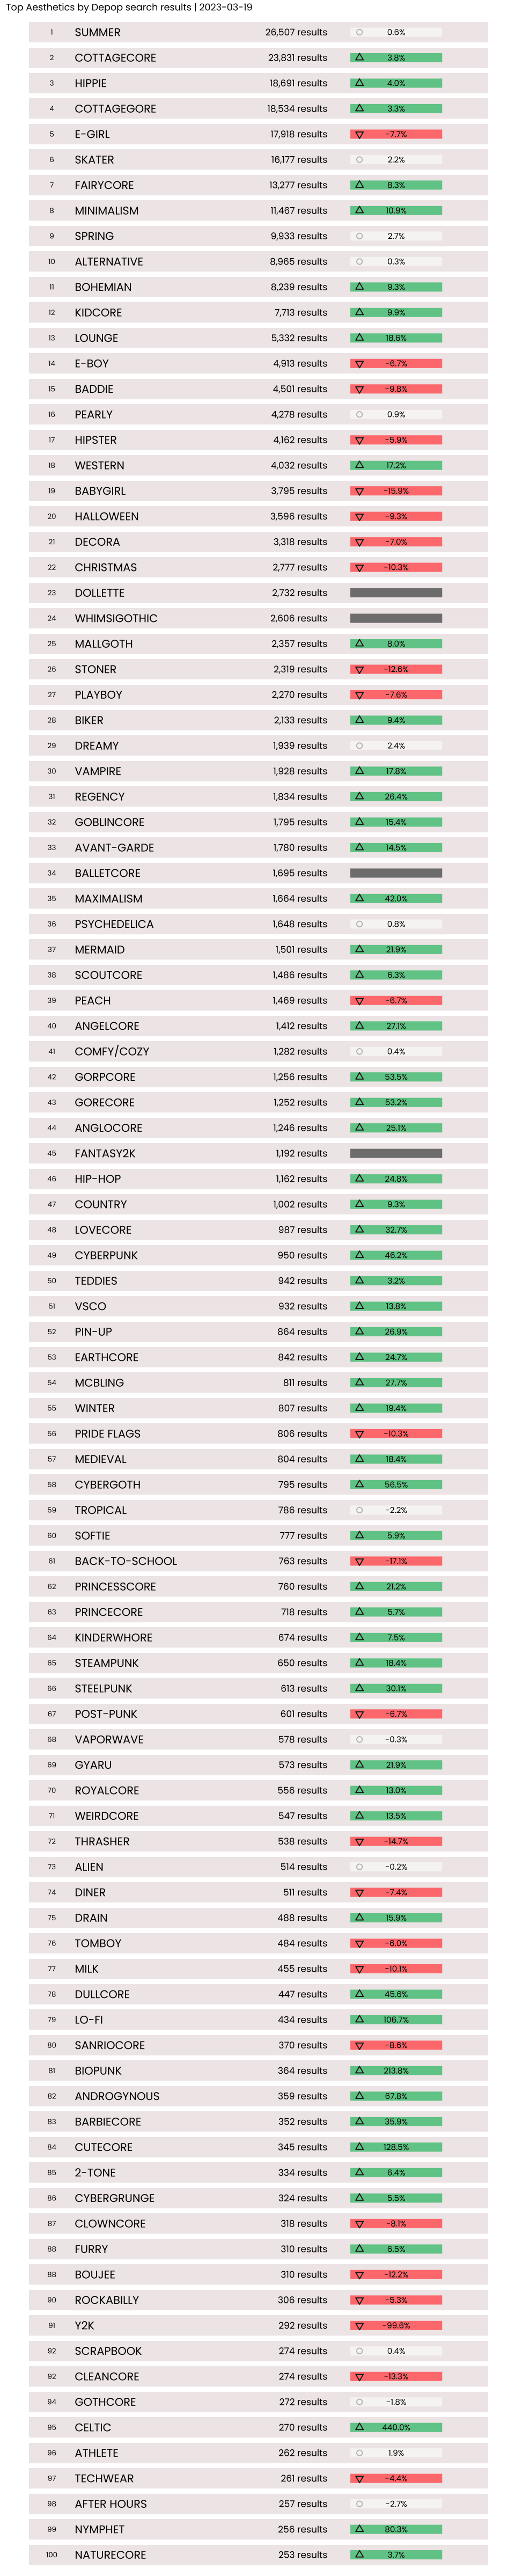 Top Aesthetics by Depop search results | 2023-03-19
1 SUMMER 26,507 results 0.6%
2 COTTAGECORE 23,831 results 3.8%
3 HIPPIE 18,691 results 4.0%
4 COTTAGEGORE 18,534 results 3.3%
5 E-GIRL 17,918 results -7.7%
6 SKATER 16,177 results 2.2%
7 FAIRYCORE 13,277 results 8.3%
8 MINIMALISM 11,467 results 10.9%
9 SPRING 9,933 results 2.7%
10 ALTERNATIVE 8,965 results 0.3%
11 BOHEMIAN 8,239 results 9.3%
12 KIDCORE 7,713 results 9.9%
13 LOUNGE 5,332 results 18.6%
14 E-BOY 4,913 results -6.7%
15 BADDIE 4,501 results -9.8%
16 PEARLY 4,278 results 0.9%
17 HIPSTER 4,162 results -5.9%
18 WESTERN 4,032 results 17.2%
19 BABYGIRL 3,795 results -15.9%
20 HALLOWEEN 3,596 results -9.3%
21 DECORA 3,318 results -7.0%
22 CHRISTMAS 2,777 results -10.3%
23 DOLLETTE 2,732 results
24 WHIMSIGOTHIC 2,606 results
25 MALLGOTH 2,357 results 8.0%
26 STONER 2,319 results -12.6%
27 PLAYBOY 2,270 results -7.6%
28 BIKER 2,133 results 9.4%
29 DREAMY 1,939 results 2.4%
30 VAMPIRE 1,928 results 17.8%
31 REGENCY 1,834 results 26.4%
32 GOBLINCORE 1,795 results 15.4%
33 AVANT-GARDE 1,780 results 14.5%
34 BALLETCORE 1,695 results
35 MAXIMALISM 1,664 results 42.0%
36 PSYCHEDELICA 1,648 results 0.8%
37 MERMAID 1,501 results 21.9%
38 SCOUTCORE 1,486 results 6.3%
39 PEACH 1,469 results -6.7%
40 ANGELCORE 1,412 results 27.1%
41 COMFY/COZY 1,282 results 0.4%
42 GORPCORE 1,256 results 53.5%
43 GORECORE 1,252 results 53.2%
44 ANGLOCORE 1,246 results 25.1%
45 FANTASY2K 1,192 results
46 HIP-HOP 1,162 results 24.8%
47 COUNTRY 1,002 results 9.3%
48 LOVECORE 987 results 32.7%
49 CYBERPUNK 950 results 46.2%
50 TEDDIES 942 results 3.2%
51 VSCO 932 results 13.8%
52 PIN-UP 864 results 26.9%
53 EARTHCORE 842 results 24.7%
54 MCBLING 811 results 27.7%
55 WINTER 807 results 19.4%
56 PRIDE FLAGS 806 results -10.3%
57 MEDIEVAL 804 results 18.4%
58 CYBERGOTH 795 results 56.5%
59 TROPICAL 786 results -2.2%
60 SOFTIE 777 results 5.9%
61 BACK-TO-SCHOOL 763 results -17.1%
62 PRINCESSCORE 760 results 21.2%
63 PRINCECORE 718 results 5.7%
64 KINDERWHORE 674 results 7.5%
65 STEAMPUNK 650 results 18.4%
66 STEELPUNK 613 results 30.1%
67 POST-PUNK 601 results -6.7%
68 VAPORWAVE 578 results -0.3%
69 GYARU 573 results 21.9%
70 ROYALCORE 556 results 13.0%
71 WEIRDCORE 547 results 13.5%
72 THRASHER 538 results -14.7%
73 ALIEN 514 results -0.2%
74 DINER 511 results -7.4%
75 DRAIN 488 results 15.9%
76 TOMBOY 484 results -6.0%
77 MILK 455 results -10.1%
78 DULLCORE 447 results 45.6%
79 LO-FI 434 results 106.7%
80 SANRIOCORE 370 results -8.6%
81 BIOPUNK 364 results 213.8%
82 ANDROGYNOUS 359 results 67.8%
83 BARBIECORE 352 results 35.9%
84 CUTECORE 345 results 128.5%
85 2-TONE 334 results 6.4%
86 CYBERGRUNGE 324 results 5.5%
87 CLOWNCORE 318 results -8.1%
88 FURRY 310 results 6.5%
88 BOUJEE 310 results -12.2%
90 ROCKABILLY 306 results -5.3%
91 Y2K 292 results -99.6%
92 SCRAPBOOK 274 results 0.4%
92 CLEANCORE 274 results -13.3%
94 GOTHCORE 272 results -1.8%
95 CELTIC 270 results 440.0%
96 ATHLETE 262 results 1.9%
97 TECHWEAR 261 results -4.4%
98 AFTER HOURS 257 results -2.7%
99 NYMPHET 256 results 80.3%
100 NATURECORE 253 results 3.7%